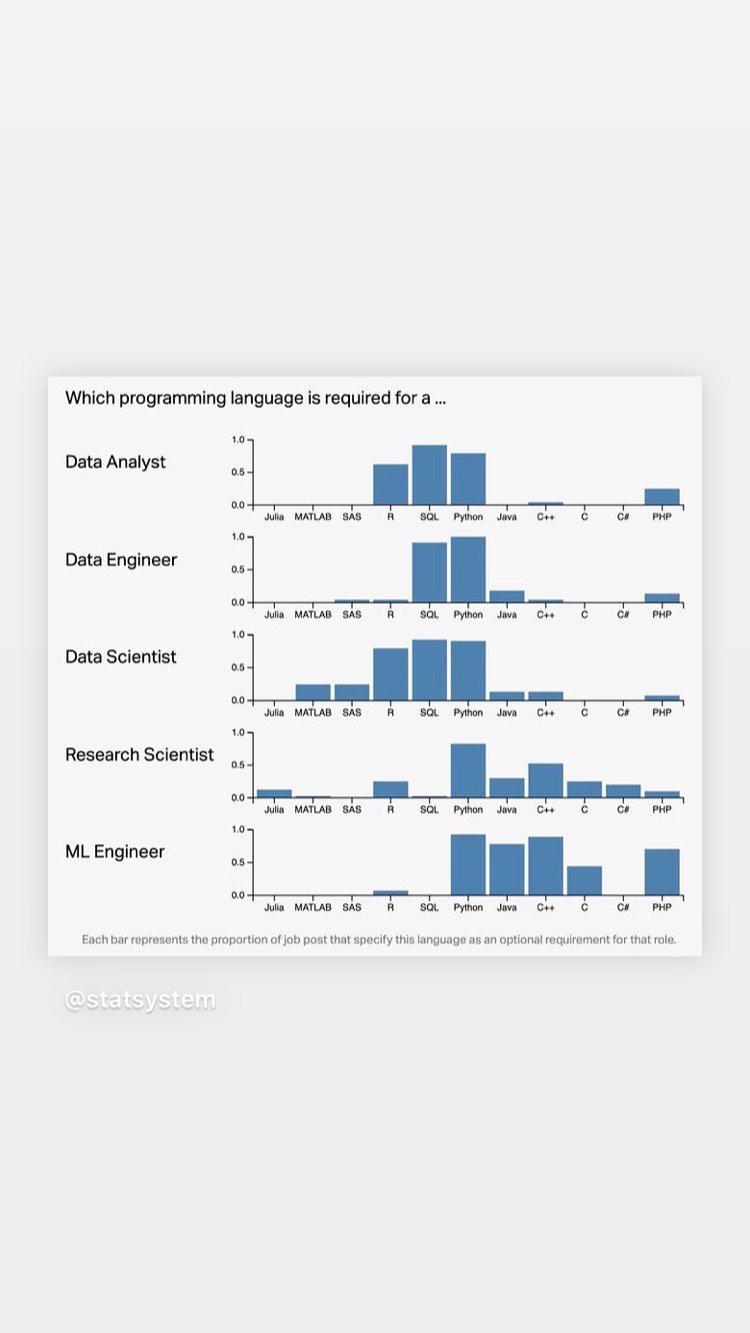 Which programming language is required for a ...
Data Analyst
1.0
0.5
0.0
Julia MATLAB SAS R SQL Python Java C++ C C# PHP
Data Engineer
1.0
0.5
0.0
Julia MATLAB SAS R SQL Python Java C++ C C# PHP
Data Scientist
1.0
0.5
0.0
Julia MATLAB SAS R SQL Python Java C++ C C# PHP
Research Scientist
1.0
0.5
0.0
Julia MATLAB SAS R SQL Python Java C++ C C# PHP
ML Engineer
1.0
0.5
0.0
Julia MATLAB SAS R SQL Python Java C++ C C# PHP
Each bar represents the proportion of job post that specify this language as an optional requirement for that role.
@statsystem